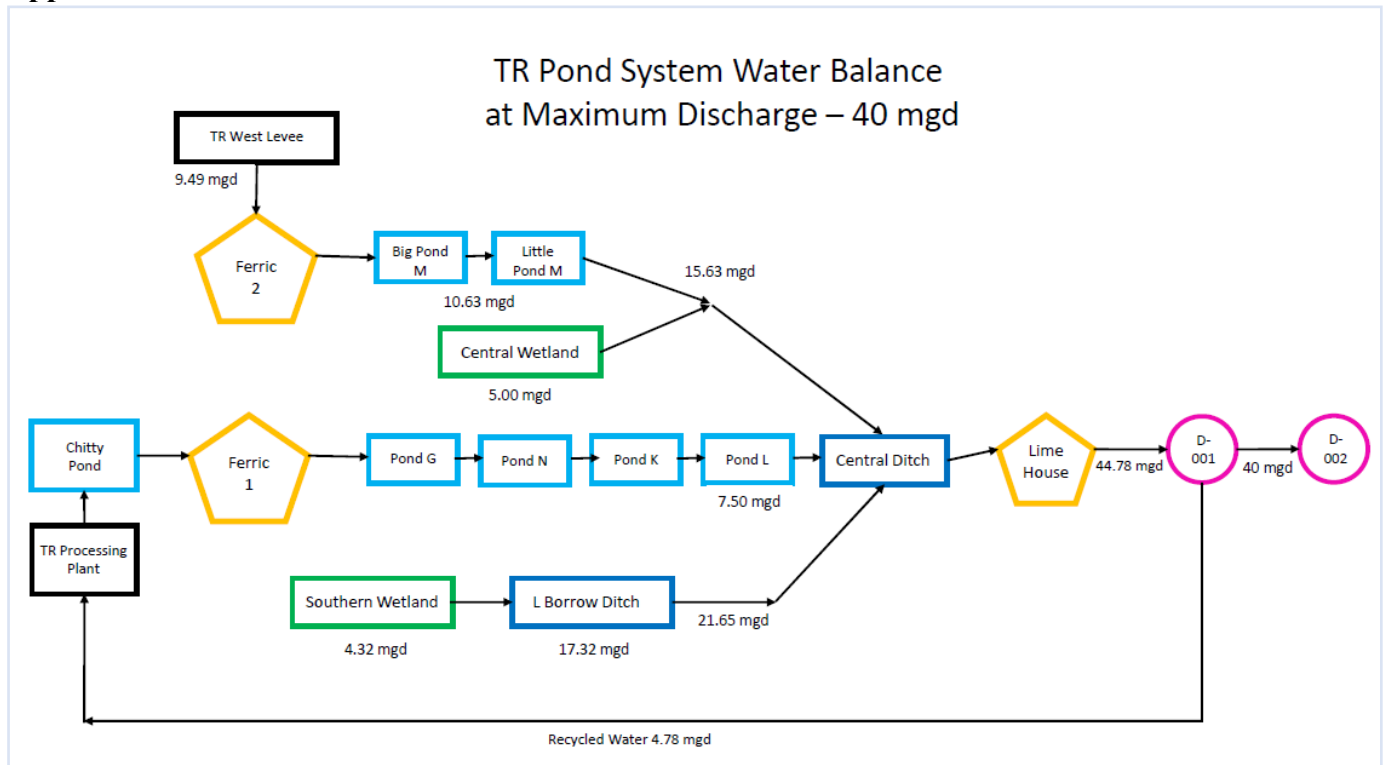 TR Pond System Water Balance
at Maximum Discharge – 40 mgd
TR West Levee
9.49 mgd
Ferric
2
Big Pond
M
Little
Pond M
10.63 mgd
15.63 mgd
Central Wetland
5.00 mgd
Chitty
Pond
Ferric
1
Pond G
Pond N
Pond K
Pond L
7.50 mgd
Central Ditch
Lime
House
44.78 mgd
D-
001
40 mgd
D-
002
TR Processing
Plant
Southern Wetland
4.32 mgd
L Borrow Ditch
17.32 mgd
21.65 mgd
Recycled Water 4.78 mgd